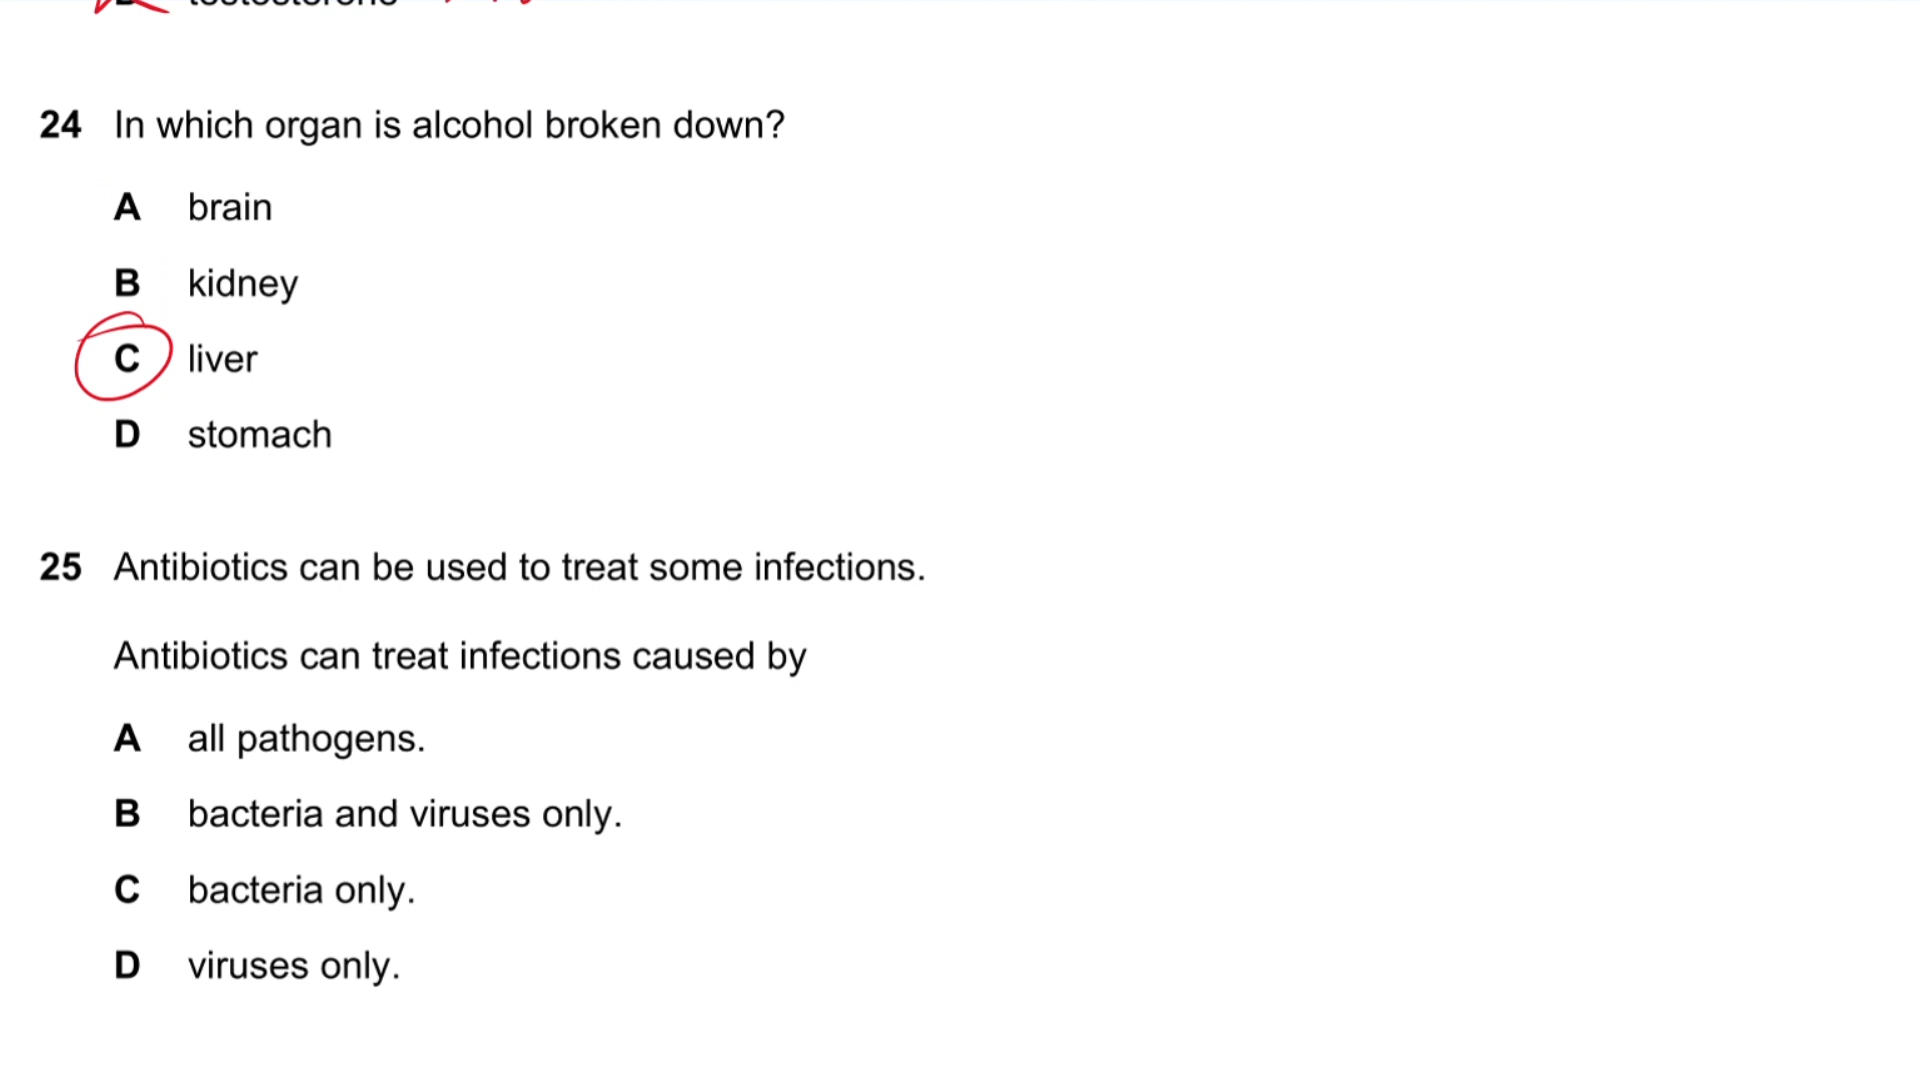 24 In which organ is alcohol broken down?
A brain
B kidney
C liver
D stomach
25 Antibiotics can be used to treat some infections.
Antibiotics can treat infections caused by
A all pathogens.
B bacteria and viruses only.
C bacteria only.
D viruses only.